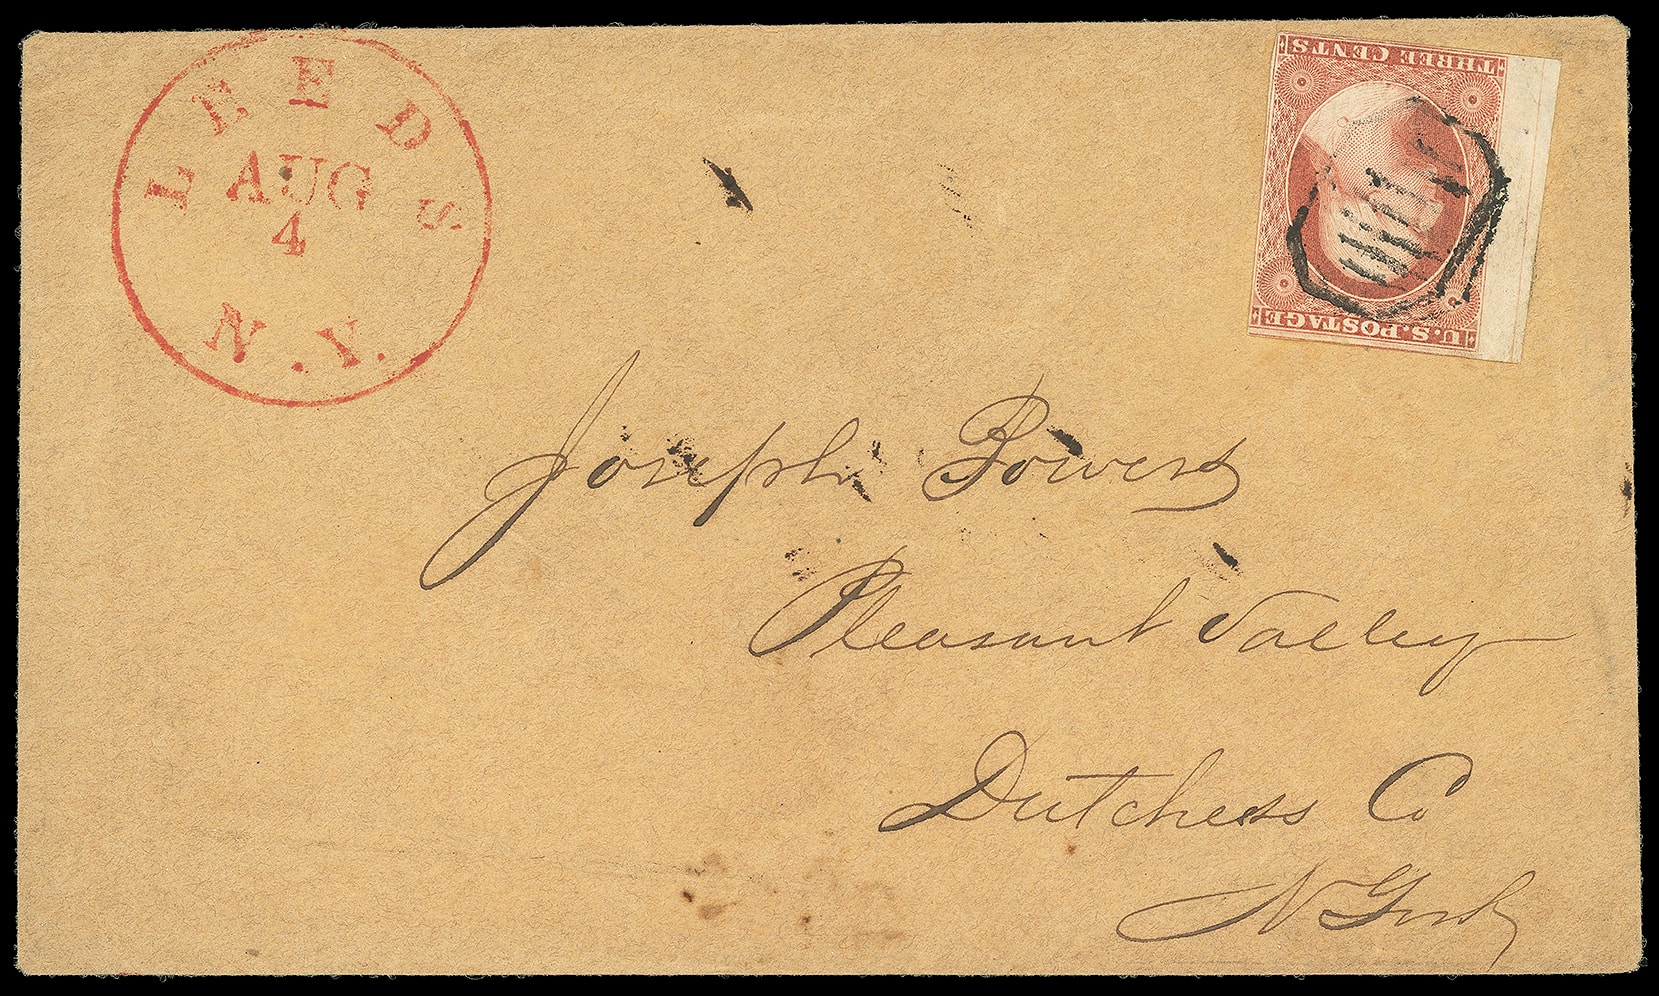 LEEDS
AUG
4
N.Y.
THREE CENTS
U.S. POSTAGE
Joseph Powers
Pleasant Valley
Dutchess Co
N York